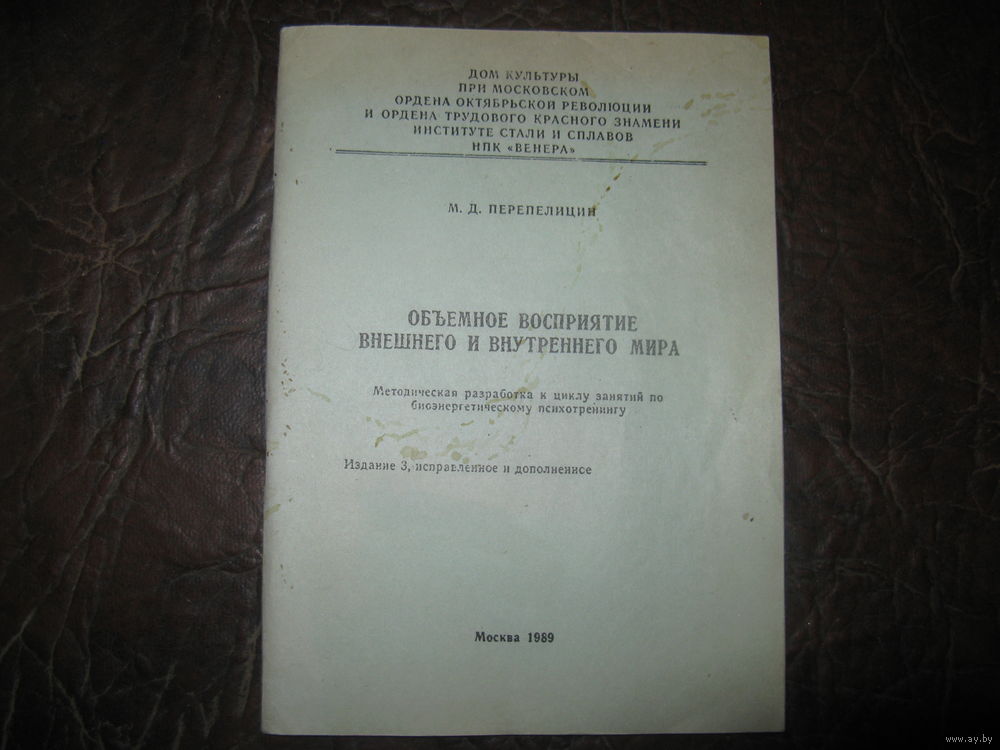 ДОМ КУЛЬТУРЫ
ПРИ МОСКОВСКОМ
ОРДЕНА ОКТЯБРЬСКОЙ РЕВОЛЮЦИИ
И ОРДЕНА ТРУДОВОГО КРАСНОГО ЗНАМЕНИ
ИНСТИТУТЕ СТАЛИ И СПЛАВОВ
НПК «ВЕНЕРА»
М. Д. ПЕРЕПЕЛИЦИН
ОБЪЕМНОЕ ВОСПРИЯТИЕ
ВНЕШНЕГО И ВНУТРЕННЕГО МИРА
Методическая разработка к циклу занятий по
биоэнергетическому психотренингу
Издание 3, исправленное и дополненное
Москва 1989
www.ay.by